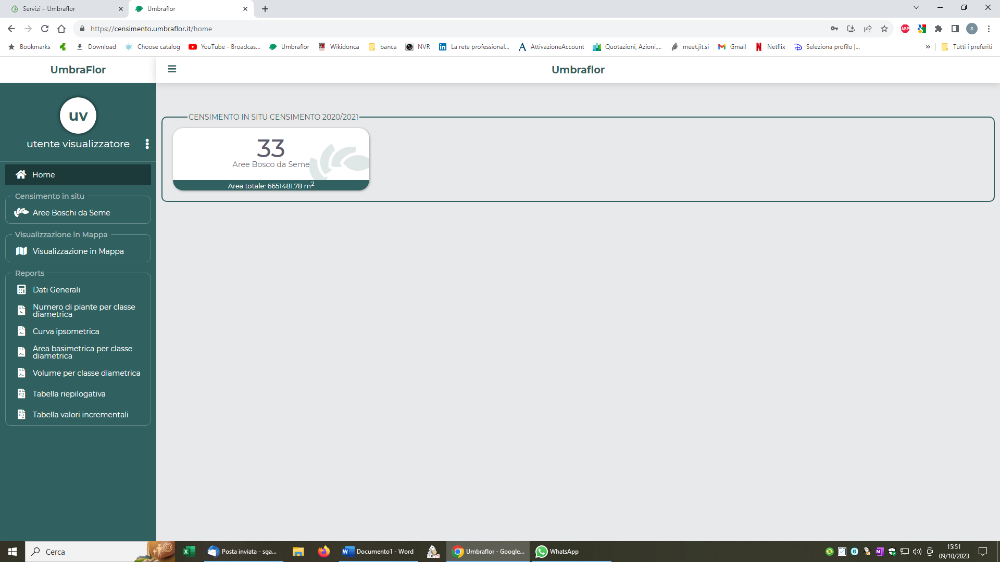 Servizi – Umbraflor
Umbraflor
https://censimento.umbraflor.it/home
ABP
S
Bookmarks
Download
Choose catalog
YouTube - Broadcas...
Umbraflor
Wikidonca
banca
NVR
La rete professional...
AttivazioneAccount
Quotazioni, Azioni,...
meet.jit.si
Gmail
Netflix
Seleziona profilo |...
»
Tutti i preferiti
UmbraFlor
Umbraflor
uv
utente visualizzatore
Home
Censimento in situ
Aree Boschi da Seme
Visualizzazione in Mappa
Visualizzazione in Mappa
Reports
Dati Generali
Numero di piante per classe
diametrica
Curva ipsometrica
Area basimetrica per classe
diametrica
Volume per classe diametrica
Tabella riepilogativa
Tabella valori incrementali
CENSIMENTO IN SITU CENSIMENTO 2020/2021
33
Aree Bosco da Seme
Area totale: 6651481.78 m²
Cerca
Posta inviata - sga...
Documento1 - Word
PDF24
Umbraflor - Google...
WhatsApp
15:51
09/10/2023